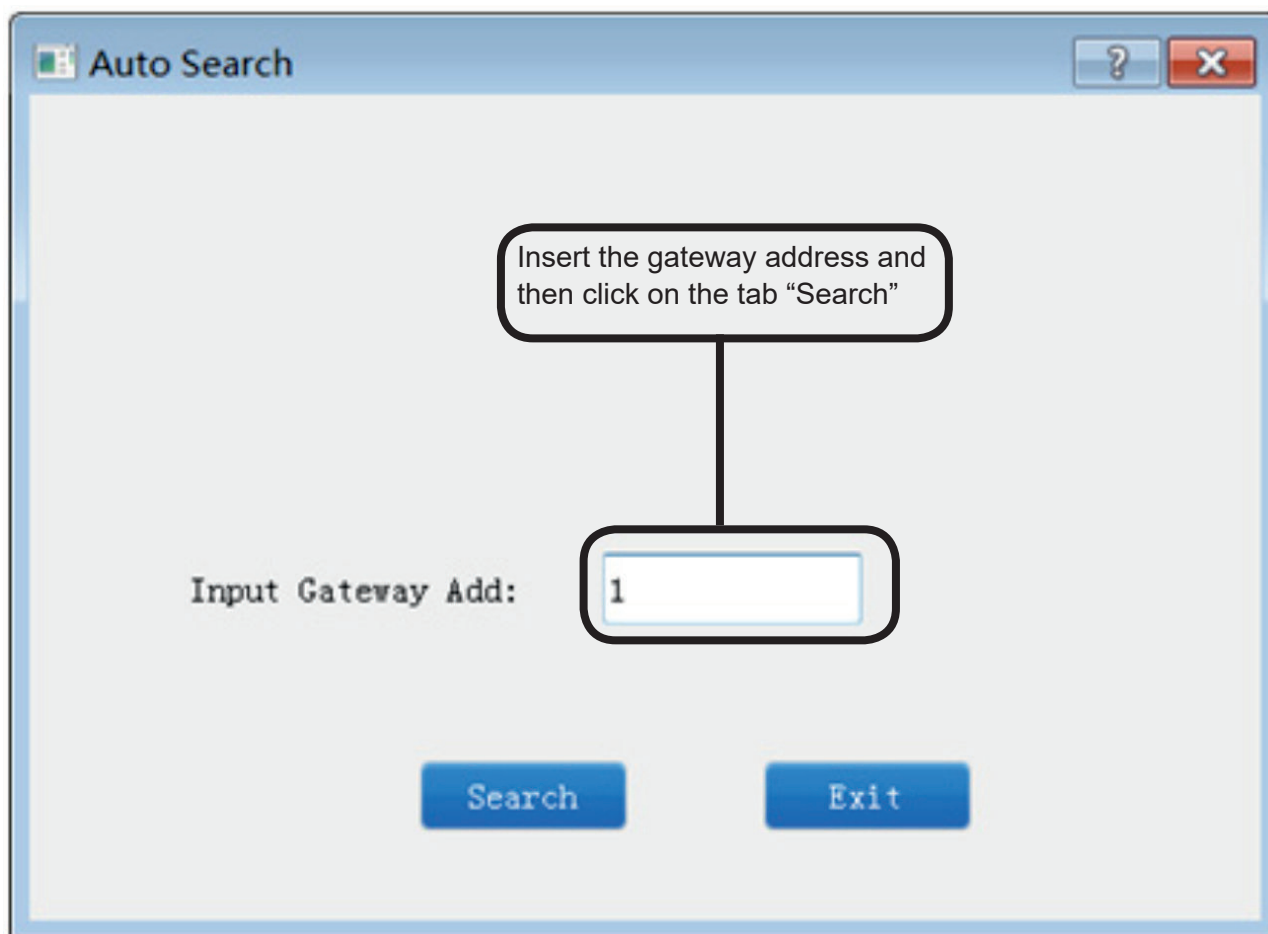 Auto Search
Insert the gateway address and
then click on the tab “Search”
Input Gateway Add:
1
Search
Exit